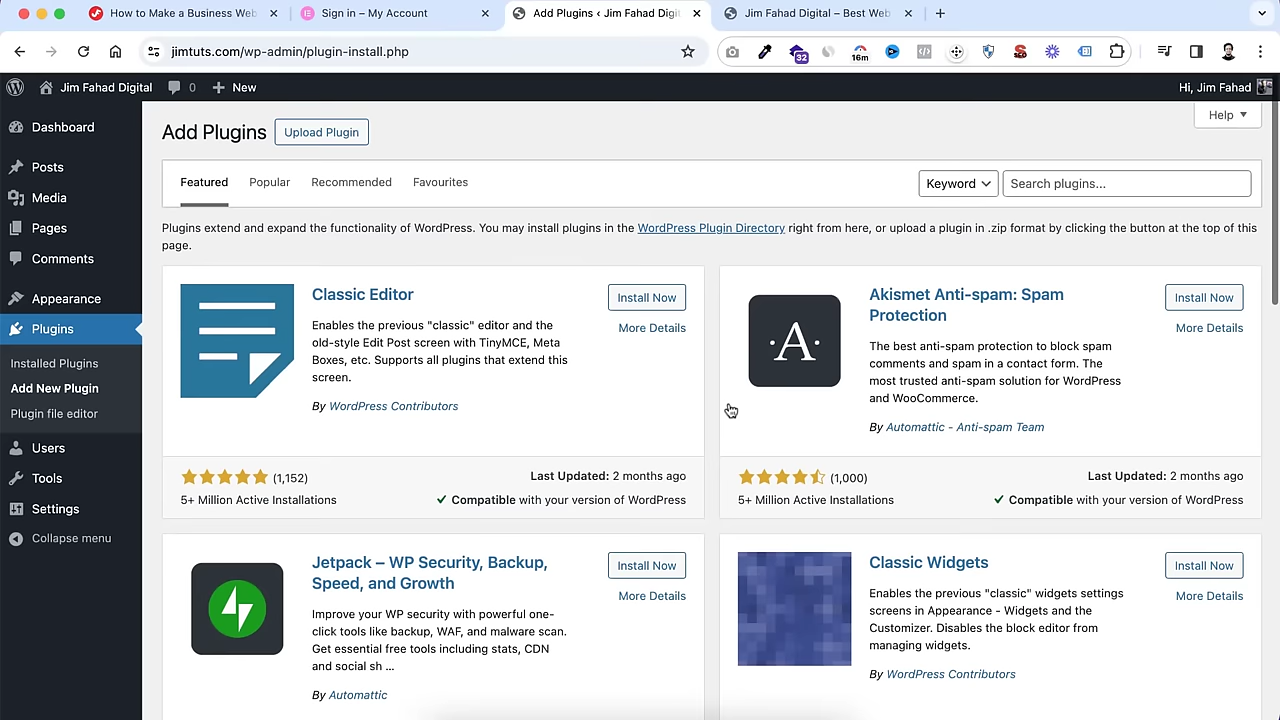 How to Make a Business Web
Sign in – My Account
Add Plugins ‹ Jim Fahad Digit
Jim Fahad Digital – Best Web
jimtuts.com/wp-admin/plugin-install.php
32
16m
Jim Fahad Digital
0
New
Hi, Jim Fahad
Dashboard
Posts
Media
Pages
Comments
Appearance
Plugins
Installed Plugins
Add New Plugin
Plugin file editor
Users
Tools
Settings
Collapse menu
Add Plugins
Upload Plugin
Help
Featured
Popular
Recommended
Favourites
Keyword
Search plugins...
Plugins extend and expand the functionality of WordPress. You may install plugins in the WordPress Plugin Directory right from here, or upload a plugin in .zip format by clicking the button at the top of this
page.
Classic Editor
Install Now
More Details
Enables the previous "classic" editor and the
old-style Edit Post screen with TinyMCE, Meta
Boxes, etc. Supports all plugins that extend this
screen.
By WordPress Contributors
(1,152)
5+ Million Active Installations
Last Updated: 2 months ago
Compatible with your version of WordPress
·A·
Akismet Anti-spam: Spam
Protection
Install Now
More Details
The best anti-spam protection to block spam
comments and spam in a contact form. The
most trusted anti-spam solution for WordPress
and WooCommerce.
By Automattic - Anti-spam Team
(1,000)
5+ Million Active Installations
Last Updated: 2 months ago
Compatible with your version of WordPress
Jetpack – WP Security, Backup,
Speed, and Growth
Install Now
More Details
Improve your WP security with powerful one-
click tools like backup, WAF, and malware scan.
Get essential free tools including stats, CDN
and social sh ...
By Automattic
Classic Widgets
Install Now
More Details
Enables the previous "classic" widgets settings
screens in Appearance - Widgets and the
Customizer. Disables the block editor from
managing widgets.
By WordPress Contributors